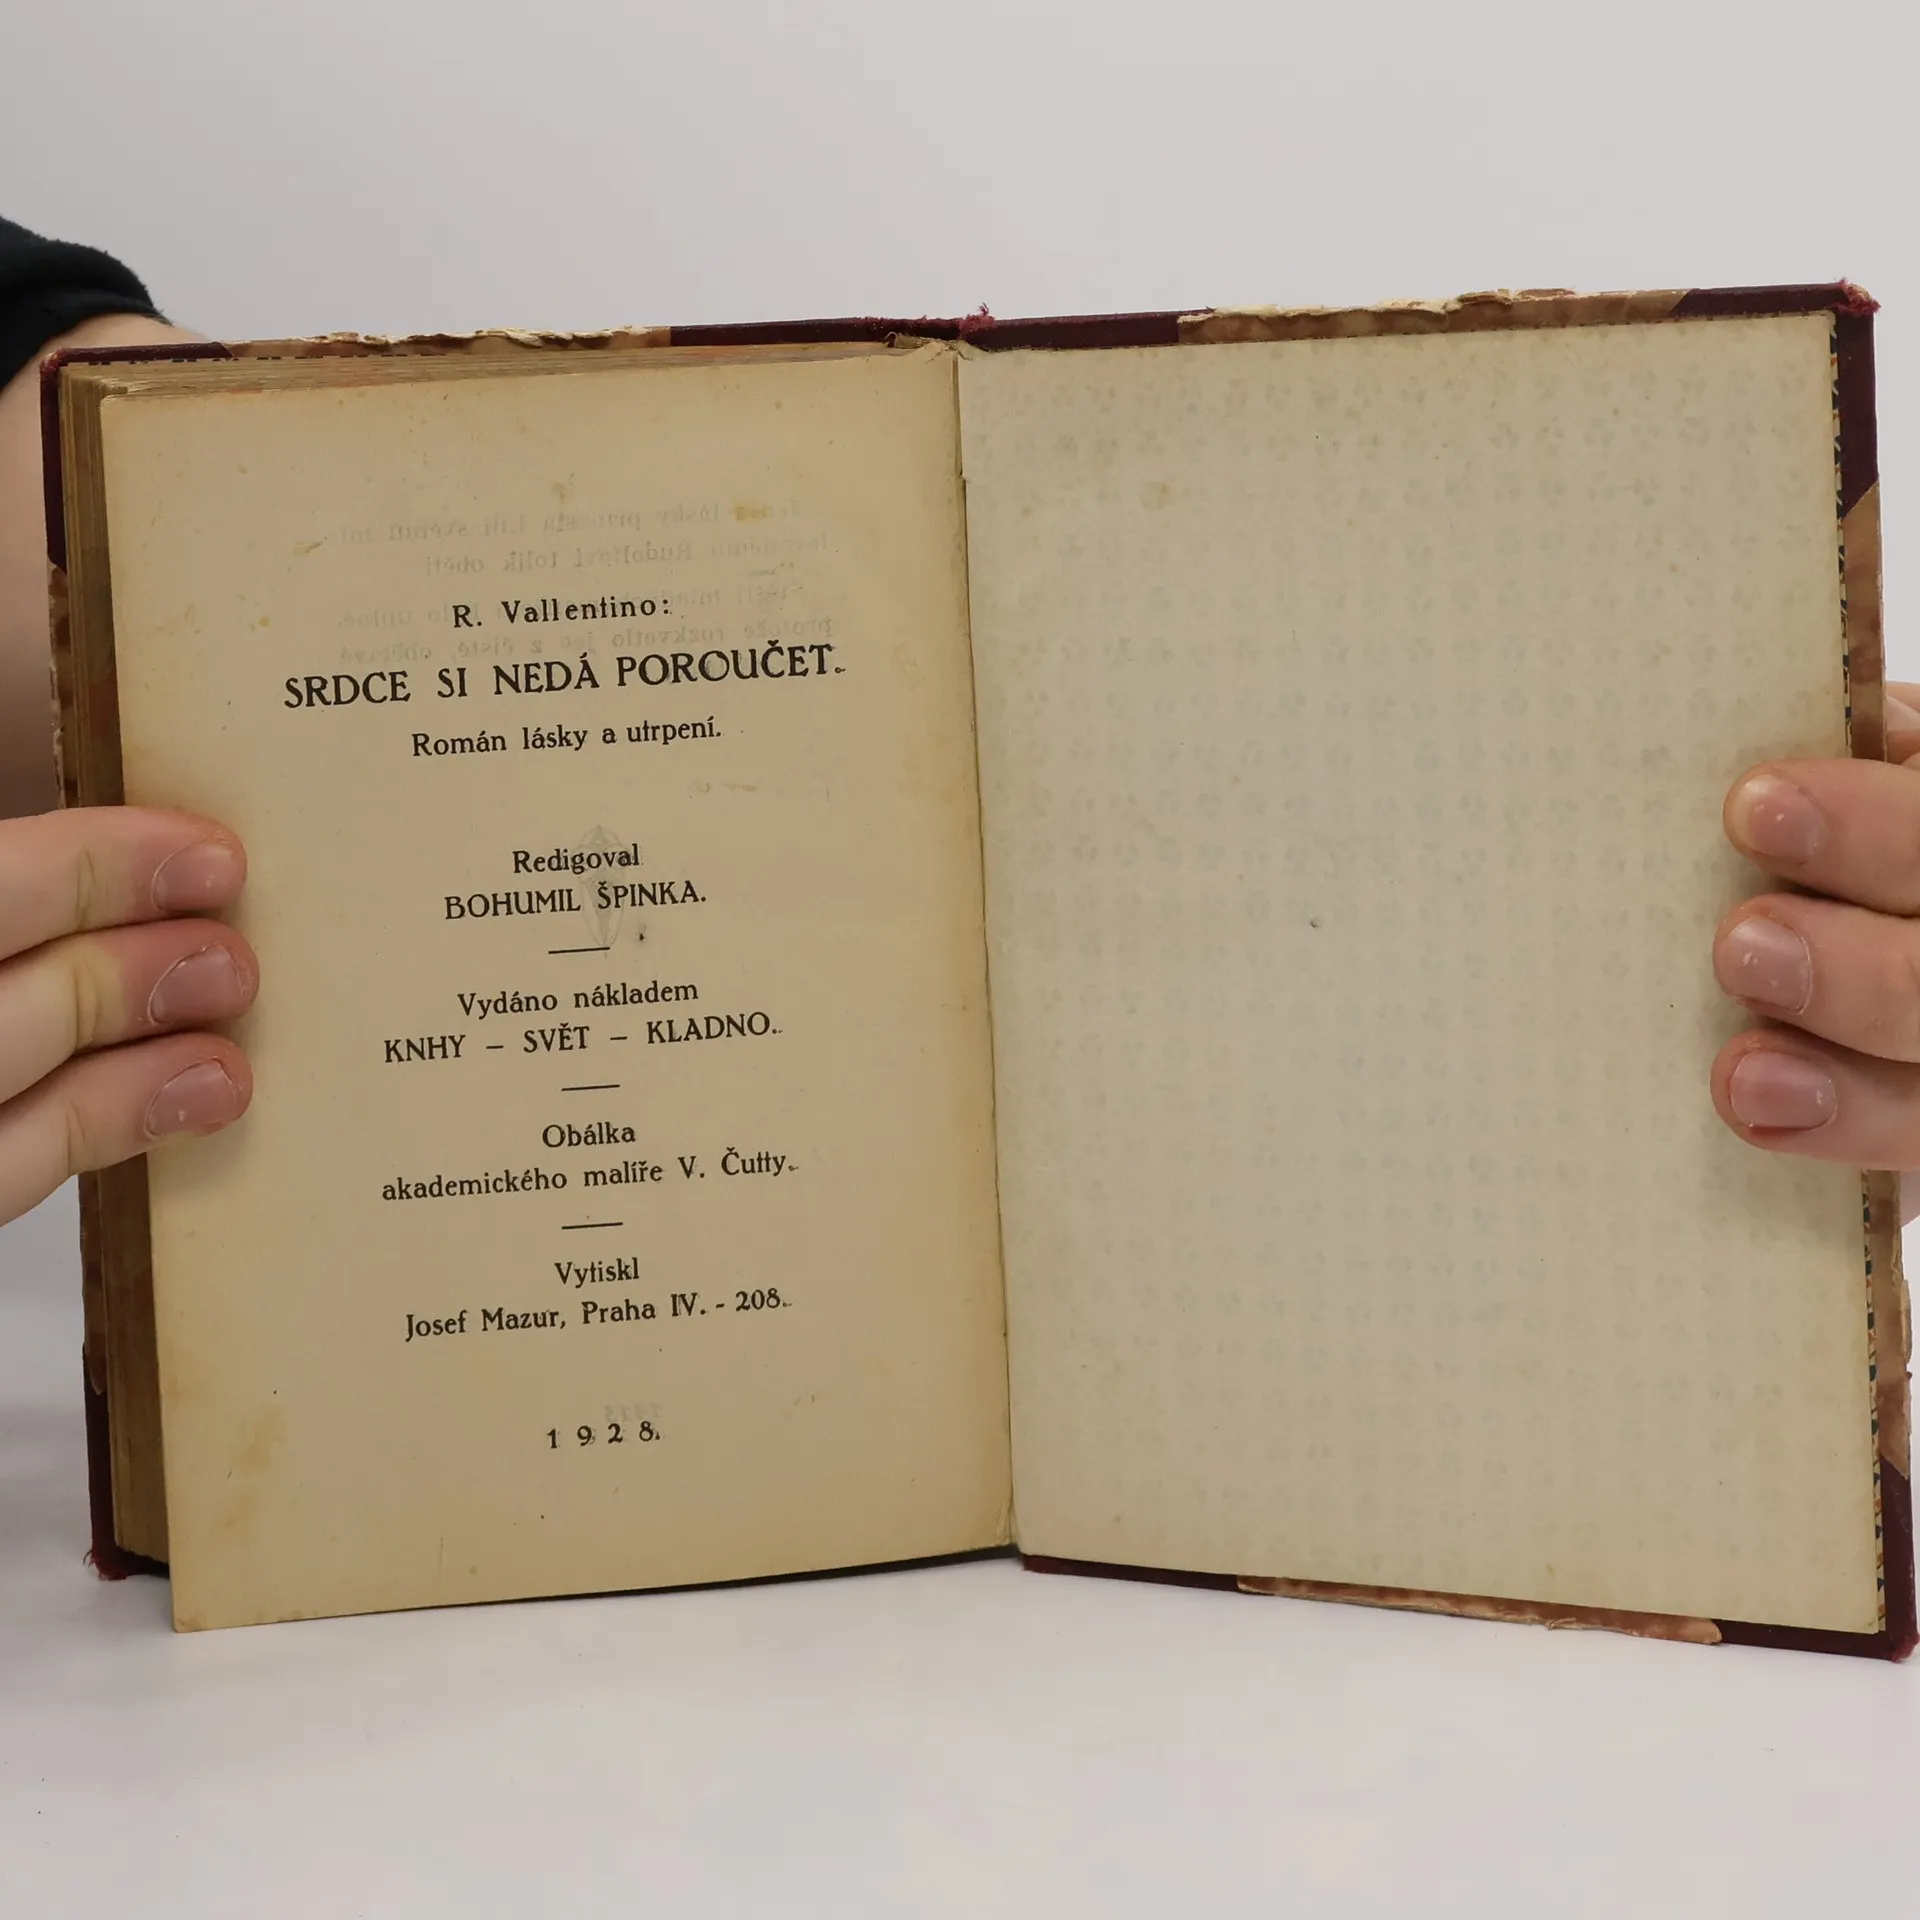 R. Vallentino:
SRDCE SI NEDÁ POROUČET.
Román lásky a utrpení.
Redigoval
BOHUMIL ŠPINKA.
Vydáno nákladem
KNHY – SVĚT – KLADNO.
Obálka
akademického malíře V. Čutty.
Vytiskl
Josef Mazur, Praha IV. - 208.
1928.